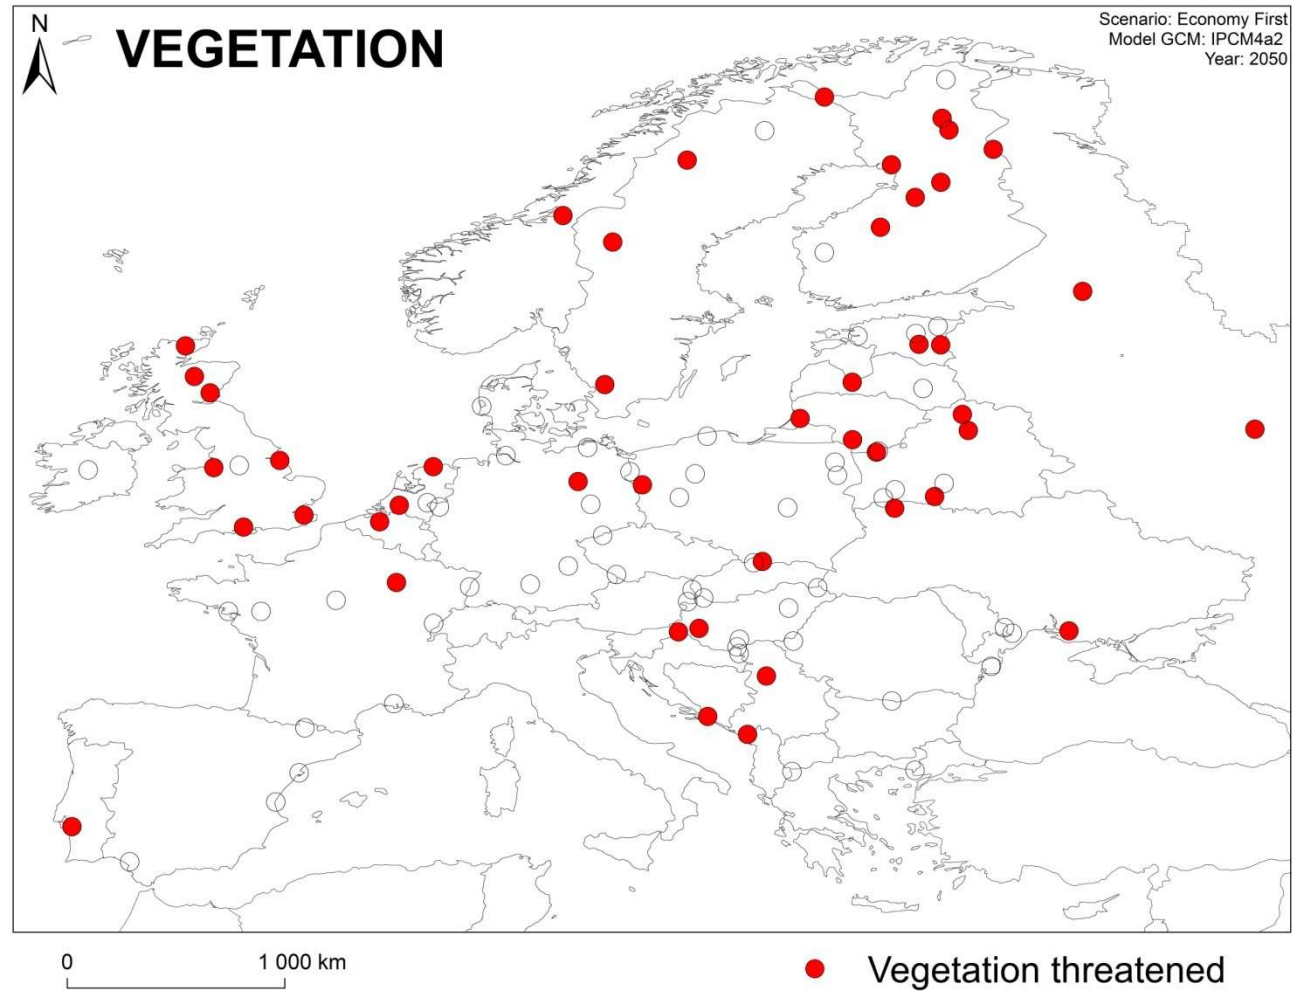 N
VEGETATION
Scenario: Economy First
Model GCM: IPCM4a2
Year: 2050
0 1 000 km
Vegetation threatened